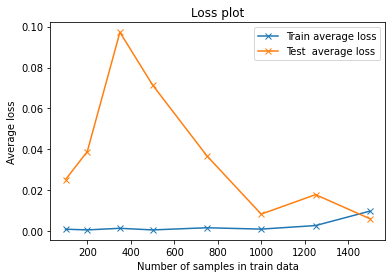 Loss plot
Train average loss
Test average loss
0.10
0.08
0.06
0.04
0.02
0.00
Average loss
200 400 600 800 1000 1200 1400
Number of samples in train data